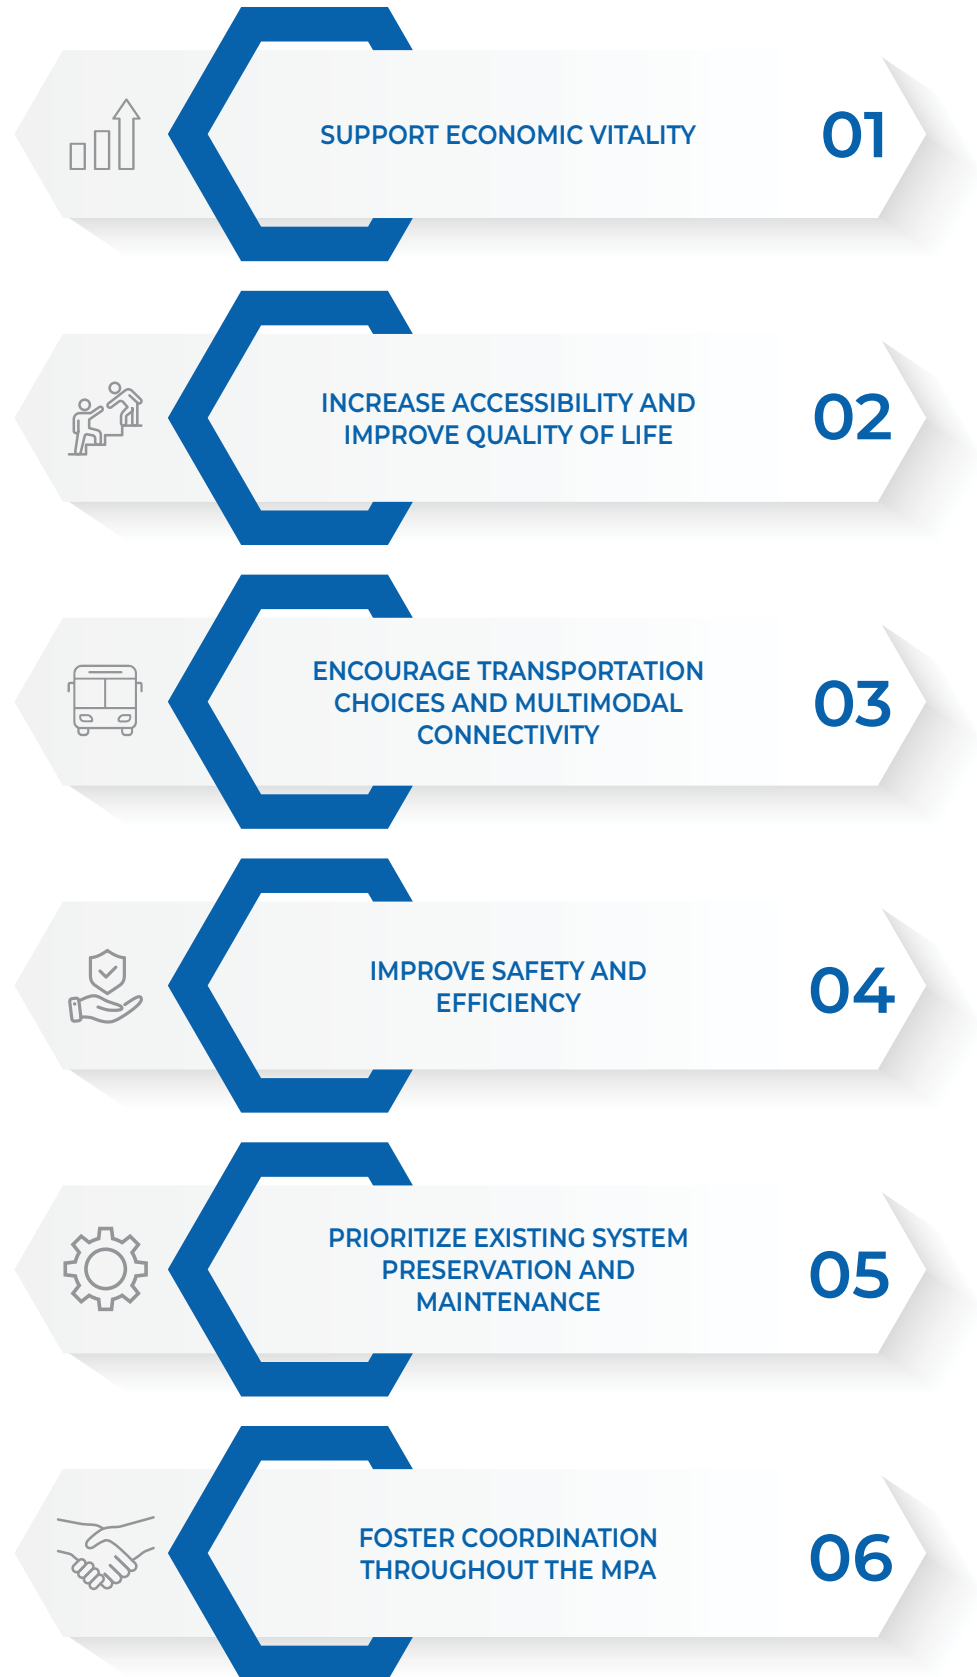 SUPPORT ECONOMIC VITALITY
01
INCREASE ACCESSIBILITY AND
IMPROVE QUALITY OF LIFE
02
ENCOURAGE TRANSPORTATION
CHOICES AND MULTIMODAL
CONNECTIVITY
03
IMPROVE SAFETY AND
EFFICIENCY
04
PRIORITIZE EXISTING SYSTEM
PRESERVATION AND
MAINTENANCE
05
FOSTER COORDINATION
THROUGHOUT THE MPA
06